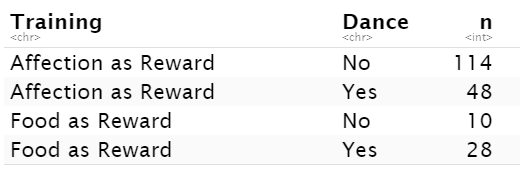 Training Dance n
<chr> <chr> <int>
Affection as Reward No 114
Affection as Reward Yes 48
Food as Reward No 10
Food as Reward Yes 28